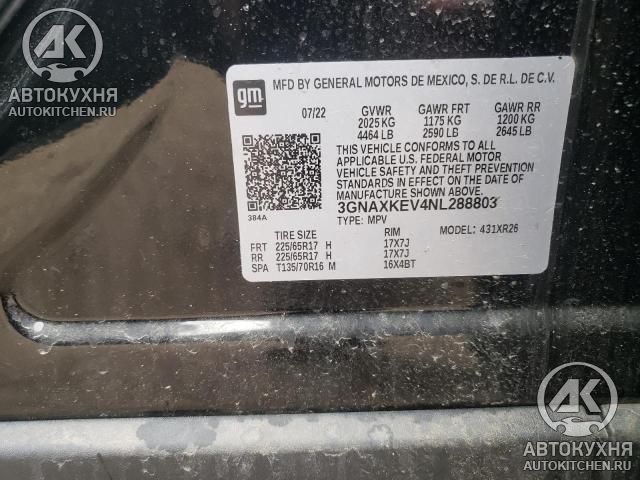 AK
АВТОКУХНЯ
AUTOKITCHEN.RU
gm
MFD BY GENERAL MOTORS DE MEXICO, S. DE R.L. DE C.V.
07/22 GVWR GAWR FRT GAWR RR
2025 KG 1175 KG 1200 KG
4464 LB 2590 LB 2645 LB
THIS VEHICLE CONFORMS TO ALL
APPLICABLE U.S. FEDERAL MOTOR
VEHICLE SAFETY AND THEFT PREVENTION
STANDARDS IN EFFECT ON THE DATE OF
MANUFACTURE SHOWN ABOVE.
3GNAXKEV4NL288803
384A TYPE: MPV MODEL: 431XR26
TIRE SIZE RIM
FRT 225/65R17 H 17X7J
RR 225/65R17 H 17X7J
SPA T135/70R16 M 16X4BT
AK
АВТОКУХНЯ
AUTOKITCHEN.RU